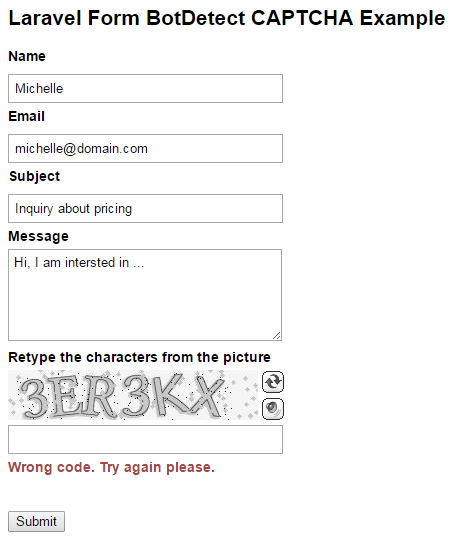 Laravel Form BotDetect CAPTCHA Example
Name
Michelle
Email
michelle@domain.com
Subject
Inquiry about pricing
Message
Hi, I am intersted in ...
Retype the characters from the picture
3ER3KX
Wrong code. Try again please.
Submit